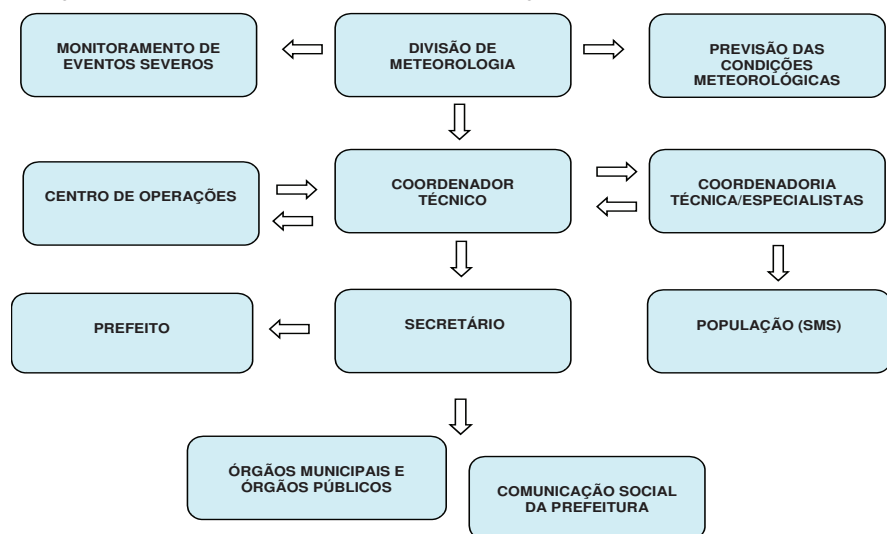 MONITORAMENTO DE
EVENTOS SEVEROS
DIVISÃO DE
METEOROLOGIA
PREVISÃO DAS
CONDIÇÕES
METEOROLÓGICAS
CENTRO DE OPERAÇÕES
COORDENADOR
TÉCNICO
COORDENADORIA
TÉCNICA/ESPECIALISTAS
PREFEITO
SECRETÁRIO
POPULAÇÃO (SMS)
ÓRGÃOS MUNICIPAIS E
ÓRGÃOS PÚBLICOS
COMUNICAÇÃO SOCIAL
DA PREFEITURA